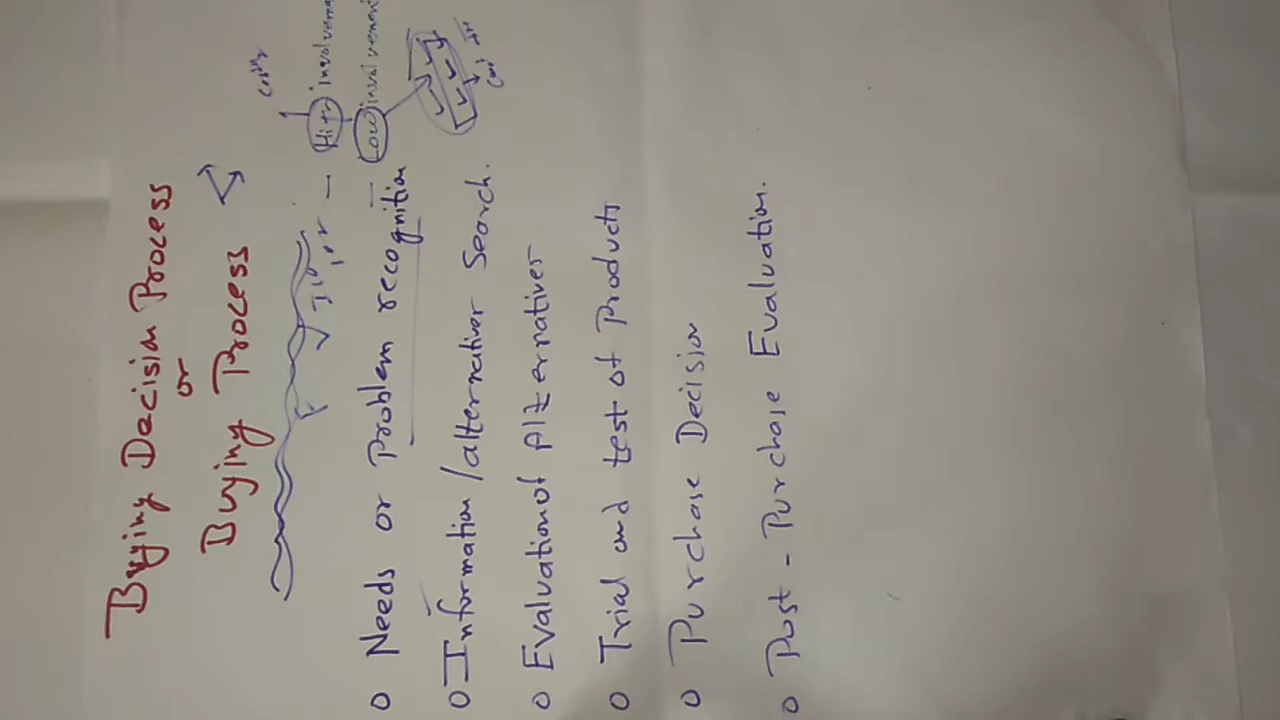 Buying Decision Process
or
Buying Process
High involvement
Low involvement
o Needs or Problem recognition
o Information/alternatives Search.
o Evaluation of Alternatives
o Trial and test of Products
o Purchase Decision
o Post - Purchase Evaluation.